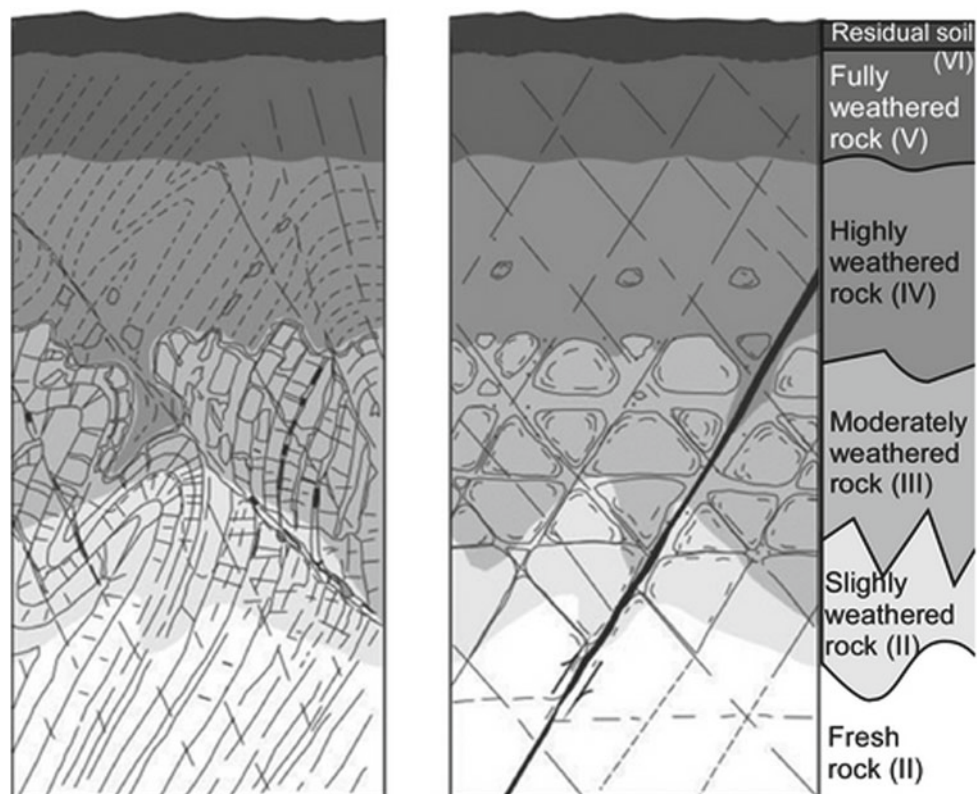 Residual soil
(VI)
Fully
weathered
rock (V)
Highly
weathered
rock (IV)
Moderately
weathered
rock (III)
Slighly
weathered
rock (II)
Fresh
rock (II)